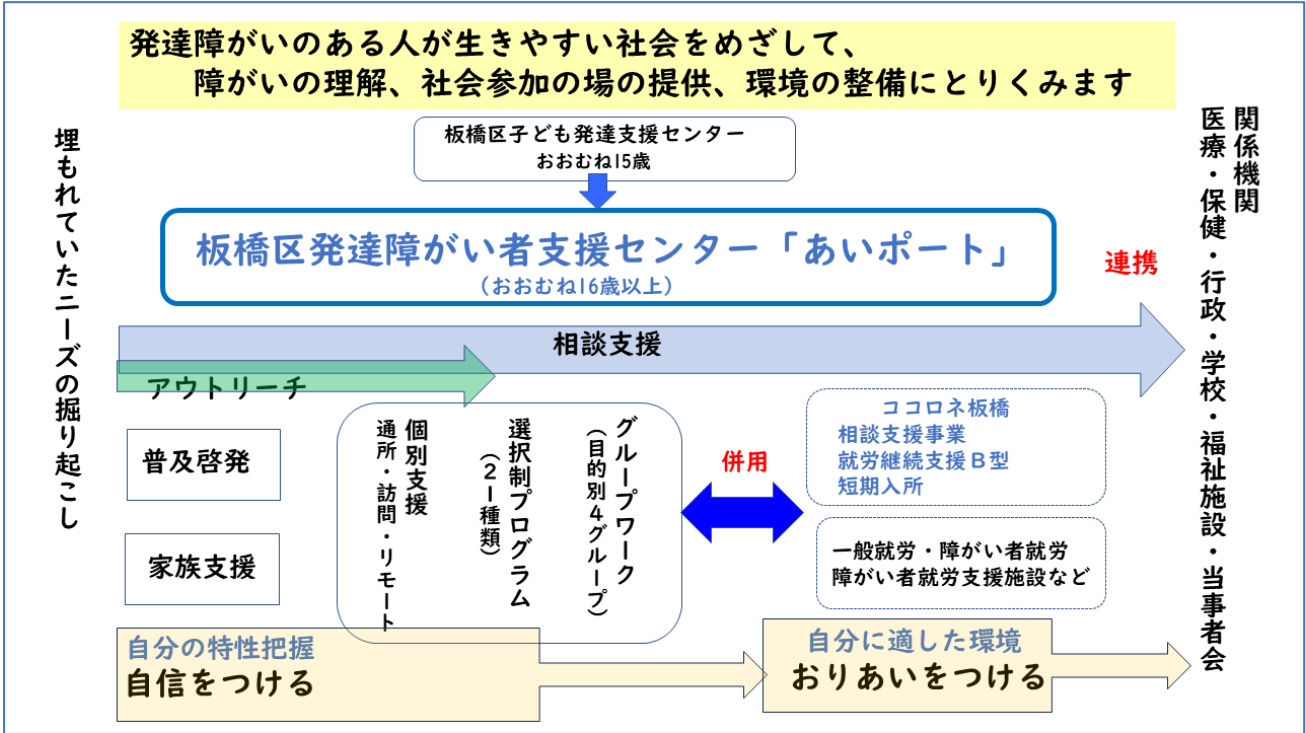 発達障がいのある人が生きやすい社会をめざして、
障がいの理解、社会参加の場の提供、環境の整備にとりくみます
埋もれていたニーズの掘り起こし
板橋区子ども発達支援センター
おおむね15歳
板橋区発達障がい者支援センター「あいポート」
（おおむね16歳以上）
連携
関係機関
医療・保健・行政・学校・福祉施設・当事者会
相談支援
アウトリーチ
普及啓発
家族支援
個別支援
通所・訪問・リモート
選択制プログラム
（21種類）
グループワーク
（目的別4グループ）
併用
ココロネ板橋
相談支援事業
就労継続支援B型
短期入所
一般就労・障がい者就労
障がい者就労支援施設など
自分の特性把握
自信をつける
自分に適した環境
おりあいをつける